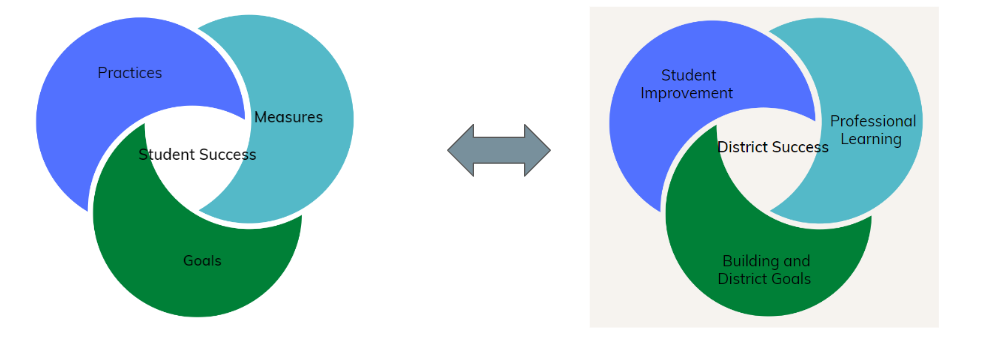 Practices
Measures
Student Success
Goals
Student
Improvement
Professional
Learning
District Success
Building and
District Goals